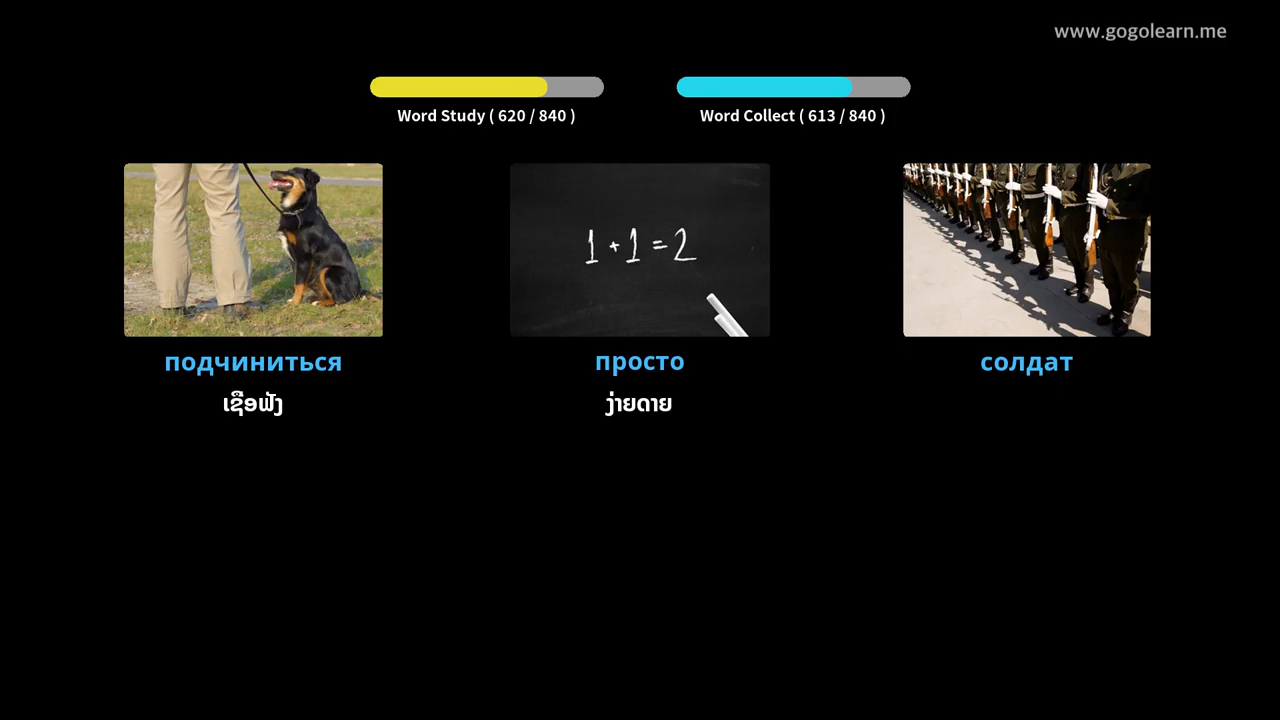 www.gogolearn.me
Word Study ( 620 / 840 )
Word Collect ( 613 / 840 )
1 + 1 = 2
подчиниться
просто
солдат
ເຊືອຟັງ
ງ່າຍດາຍ